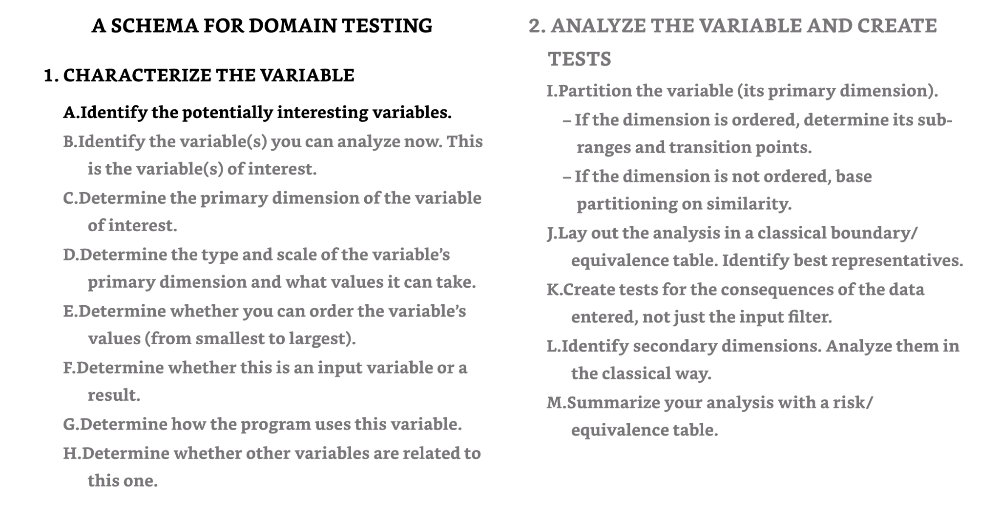 A SCHEMA FOR DOMAIN TESTING
1. CHARACTERIZE THE VARIABLE
A.Identify the potentially interesting variables.
B.Identify the variable(s) you can analyze now. This
is the variable(s) of interest.
C.Determine the primary dimension of the variable
of interest.
D.Determine the type and scale of the variable’s
primary dimension and what values it can take.
E.Determine whether you can order the variable’s
values (from smallest to largest).
F.Determine whether this is an input variable or a
result.
G.Determine how the program uses this variable.
H.Determine whether other variables are related to
this one.
2. ANALYZE THE VARIABLE AND CREATE
TESTS
I.Partition the variable (its primary dimension).
– If the dimension is ordered, determine its sub-
ranges and transition points.
– If the dimension is not ordered, base
partitioning on similarity.
J.Lay out the analysis in a classical boundary/
equivalence table. Identify best representatives.
K.Create tests for the consequences of the data
entered, not just the input filter.
L.Identify secondary dimensions. Analyze them in
the classical way.
M.Summarize your analysis with a risk/
equivalence table.